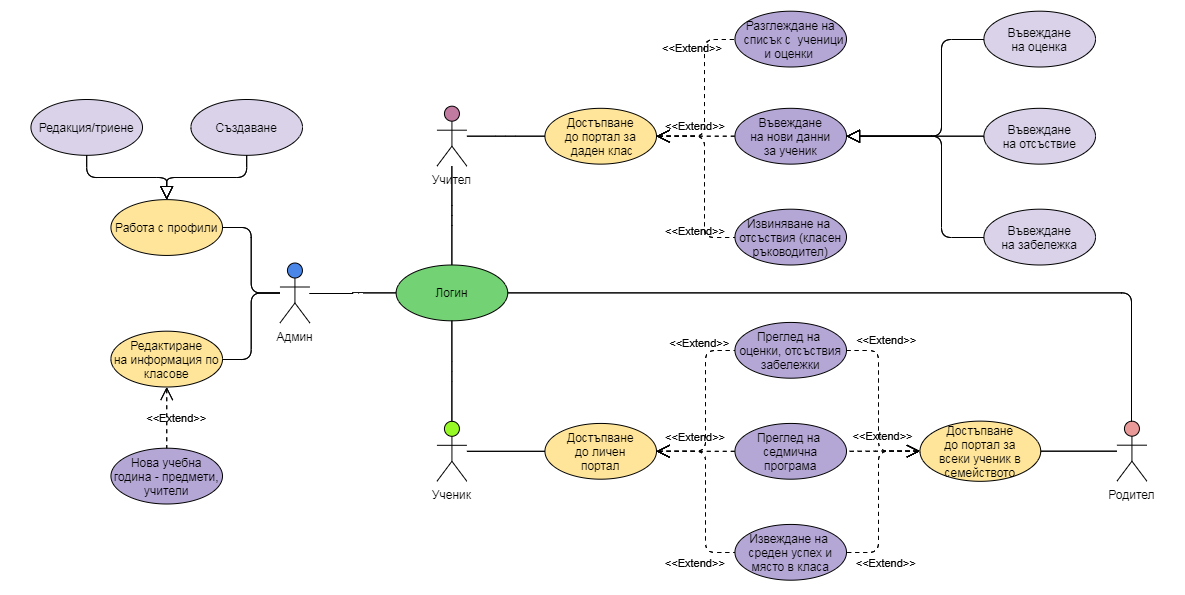 Разглеждане на
списък с ученици
и оценки
<<Extend>>
Въвеждане
на оценка
Редакция/триене
Създаване
Достъпване
до портал за
даден клас
<<Extend>>
Въвеждане
на нови данни
за ученик
Въвеждане
на отсъствие
Учител
Работа с профили
Извиняване на
отсъствия (класен
ръководител)
<<Extend>>
Въвеждане
на забележка
Логин
Админ
Редактиране
на информация по
класове
<<Extend>>
Нова учебна
година - предмети,
учители
Преглед на
оценки, отсъствия
забележки
<<Extend>>
<<Extend>>
Достъпване
до личен
портал
<<Extend>>
Преглед на
седмична
програма
<<Extend>>
Достъпване
до портал за
всеки ученик в
семейството
Ученик
Родител
Извеждане на
среден успех и
място в класа
<<Extend>>
<<Extend>>